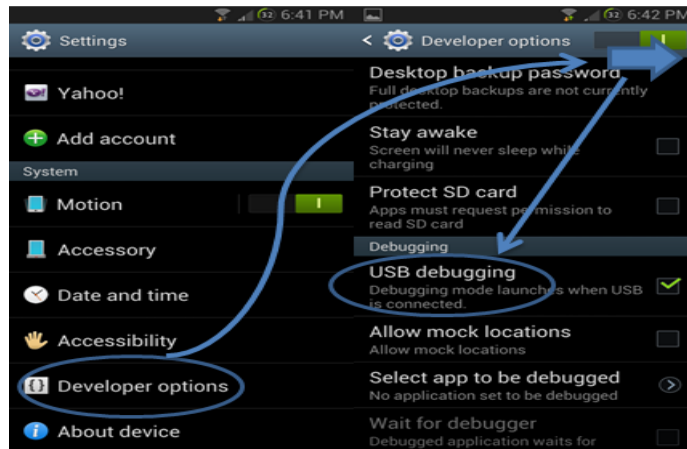 32 6:41 PM
Settings
Yahoo!
Add account
System
Motion
Accessory
Date and time
Accessibility
Developer options
About device
32 6:42 PM
Developer options
Desktop backup password
Full desktop backups are not currently
protected.
Stay awake
Screen will never sleep while
charging
Protect SD card
Apps must request permission to
read SD card
Debugging
USB debugging
Debugging mode launches when USB
is connected.
Allow mock locations
Allow mock locations
Select app to be debugged
No application set to be debugged
Wait for debugger
Debugged application waits for